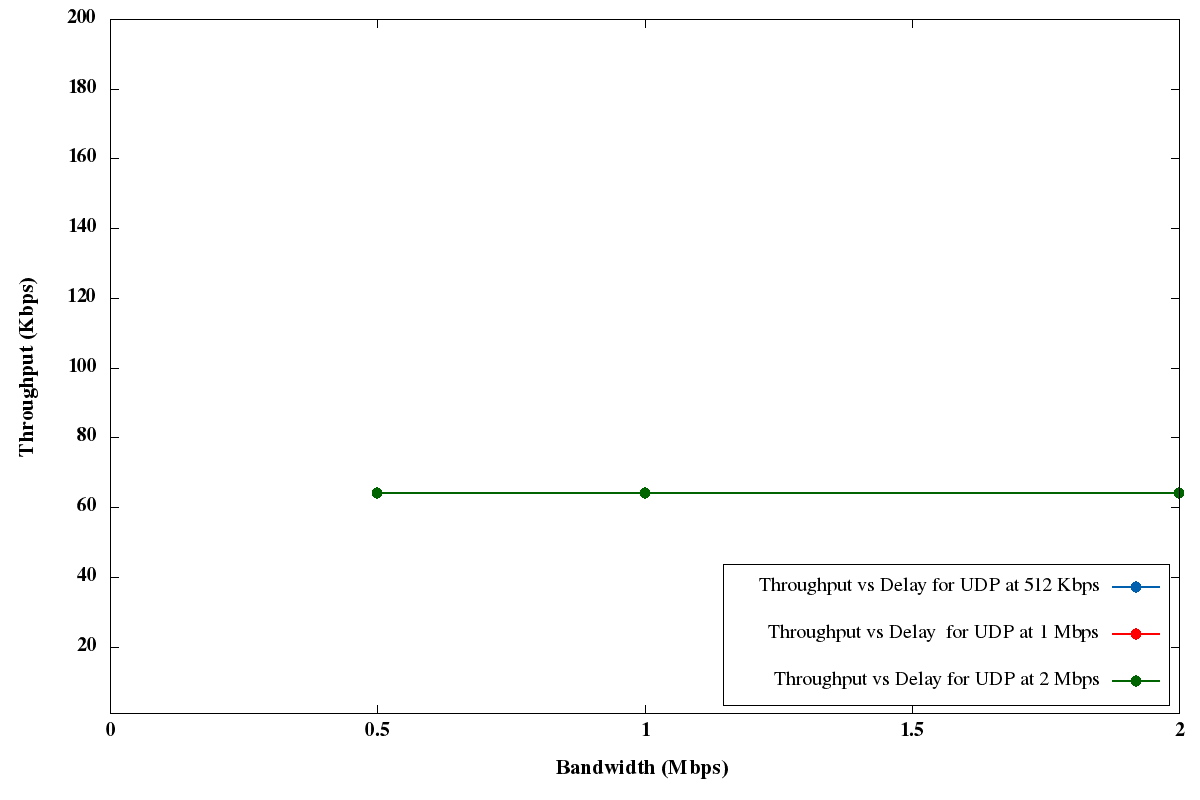 200
180
160
140
120
100
80
60
40
20
Throughput (Kbps)
Throughput vs Delay for UDP at 512 Kbps
Throughput vs Delay  for UDP at 1 Mbps
Throughput vs Delay for UDP at 2 Mbps
0 0.5 1 1.5 2
Bandwidth (Mbps)